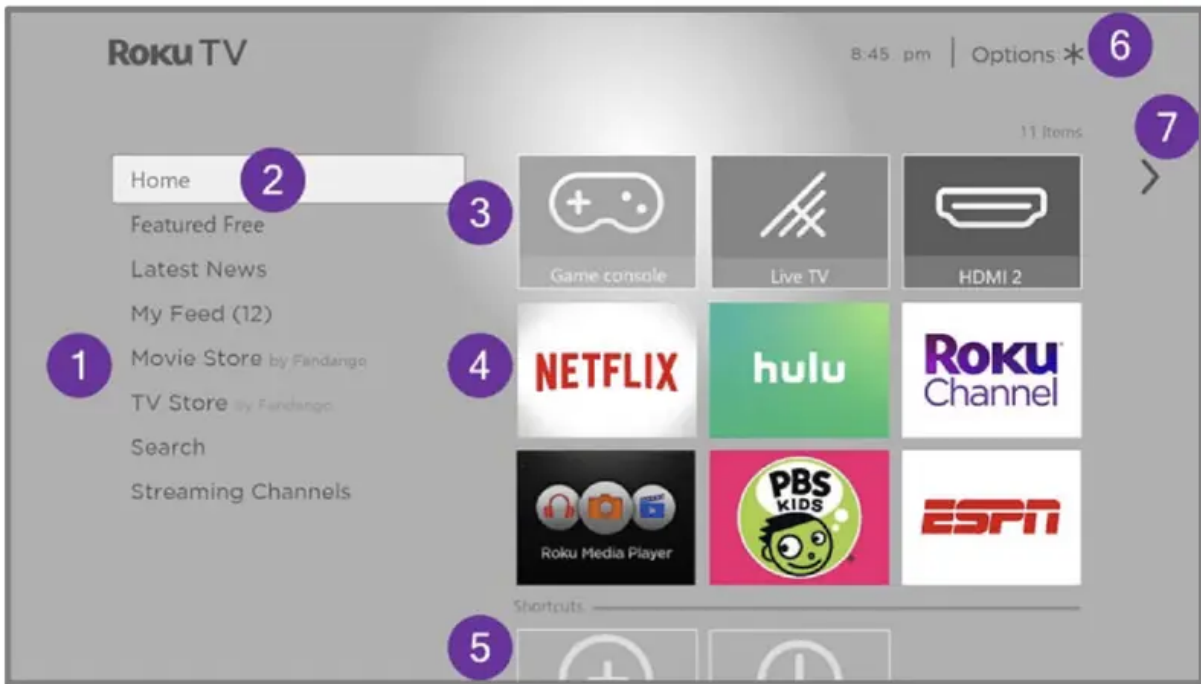 Roku TV
8:45 pm | Options *
6
7
11 Items
Home
2
3
Featured Free
Latest News
My Feed (12)
1
Movie Store by Fandango
TV Store by Fandango
Search
Streaming Channels
Game console
Live TV
HDMI 2
4
NETFLIX
hulu
Roku
Channel
Roku Media Player
PBS
KIDS
ESPN
Shortcuts
5